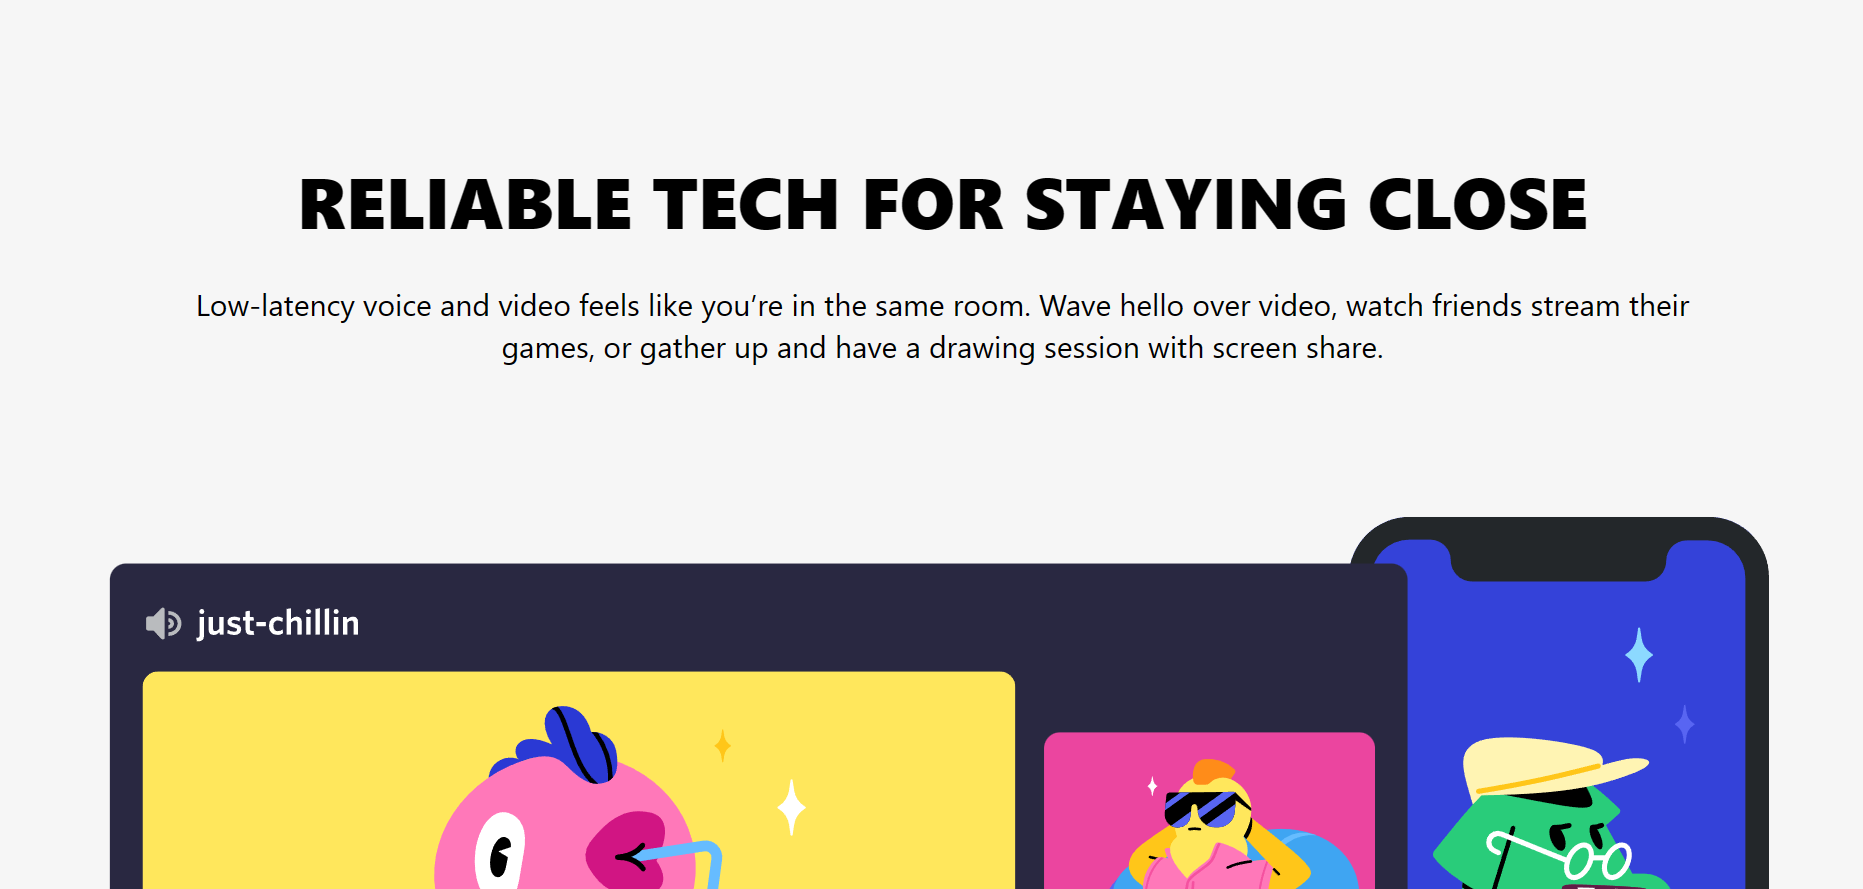 RELIABLE TECH FOR STAYING CLOSE
Low-latency voice and video feels like you’re in the same room. Wave hello over video, watch friends stream their
games, or gather up and have a drawing session with screen share.
just-chillin